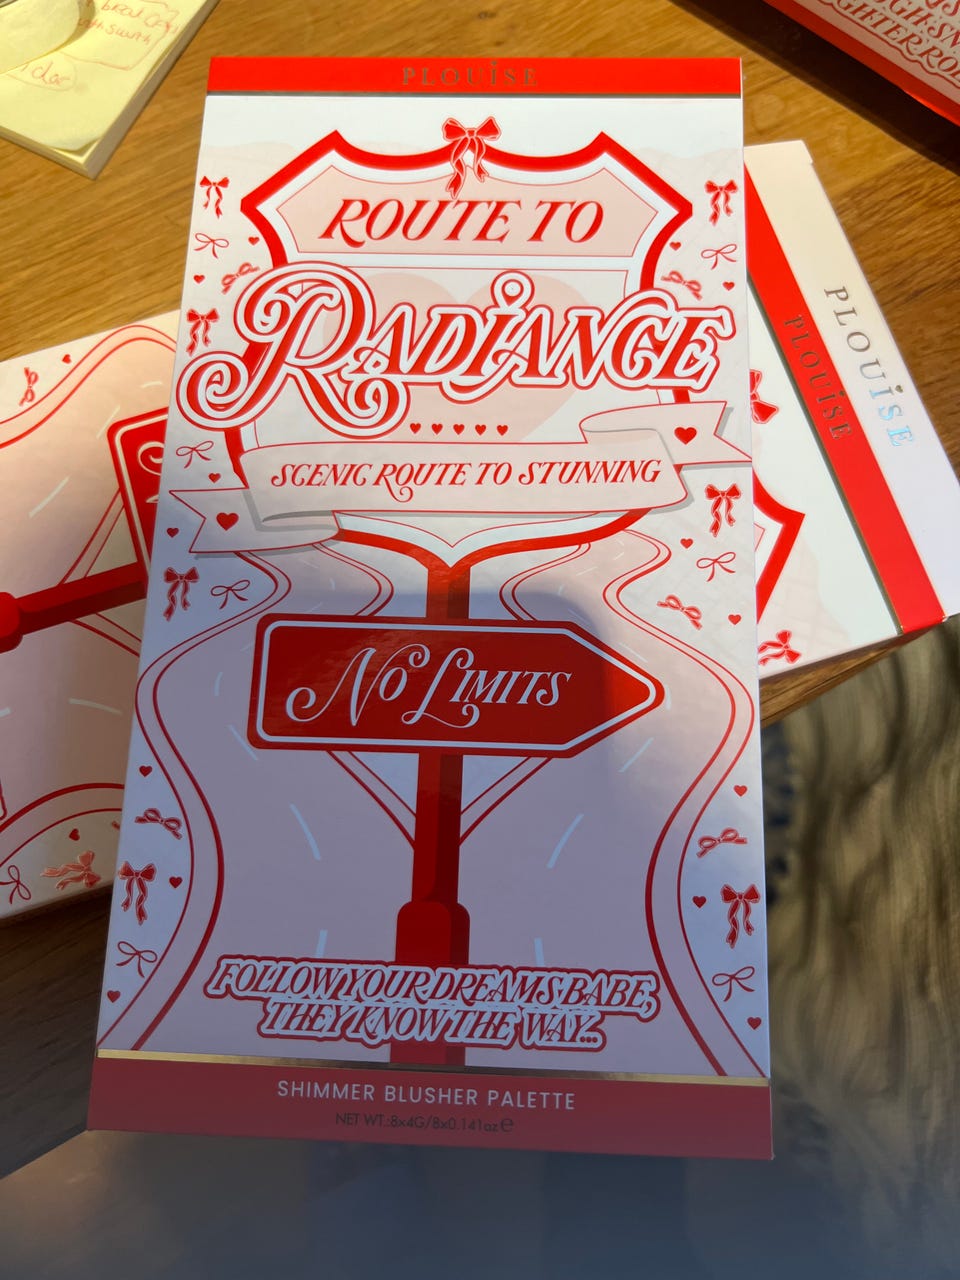 PLOUISE
ROUTE TO
RADIANCE
SCENIC ROUTE TO STUNNING
NO LIMITS
FOLLOW YOUR DREAMS BABE,
THEY KNOW THE WAY...
SHIMMER BLUSHER PALETTE
NET WT.:8x4G/8x0.141oz℮
PLOUISE
PLOUISE